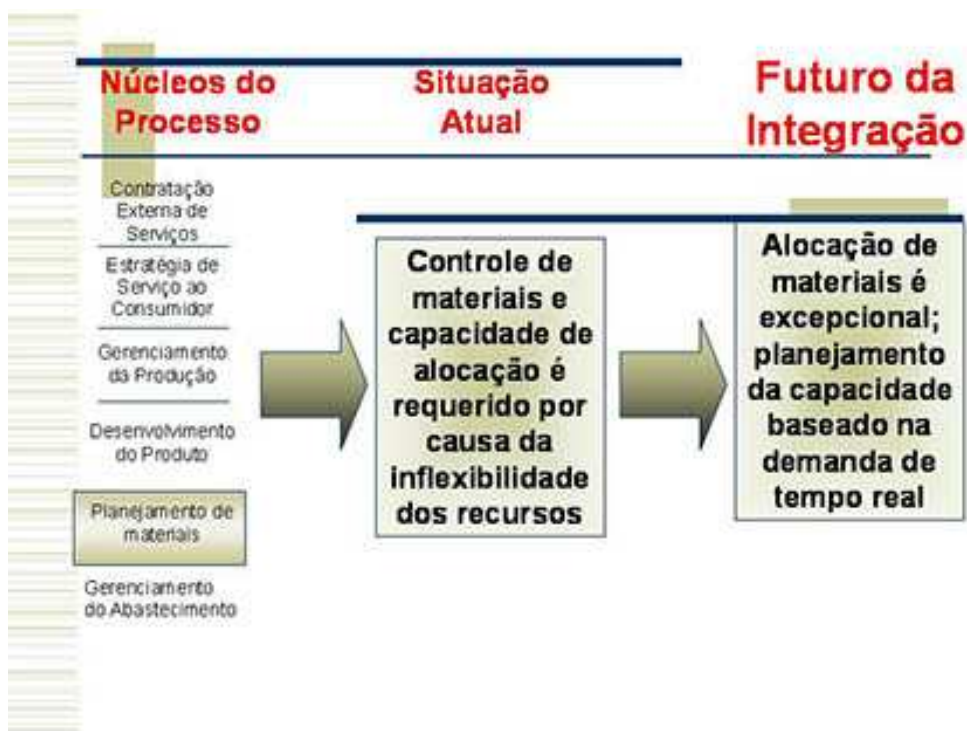 Núcleos do
Processo
Situação
Atual
Futuro da
Integração
Contratação
Externa de
Serviços
Estratégia de
Serviço ao
Consumidor
Gerenciamento
da Produção
Desenvolvimento
do Produto
Planejamento de
materiais
Gerenciamento
do Abastecimento
Controle de
materiais e
capacidade de
alocação é
requerido por
causa da
inflexibilidade
dos recursos
Alocação de
materiais é
excepcional;
planejamento
da capacidade
baseado na
demanda de
tempo real